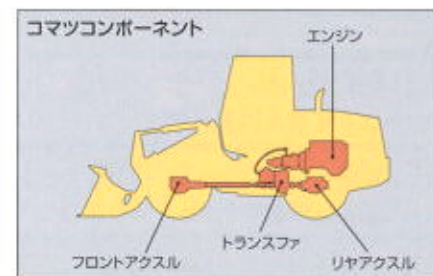 コマツコンポーネント
エンジン
トランスファ
フロントアクスル
リヤアクスル